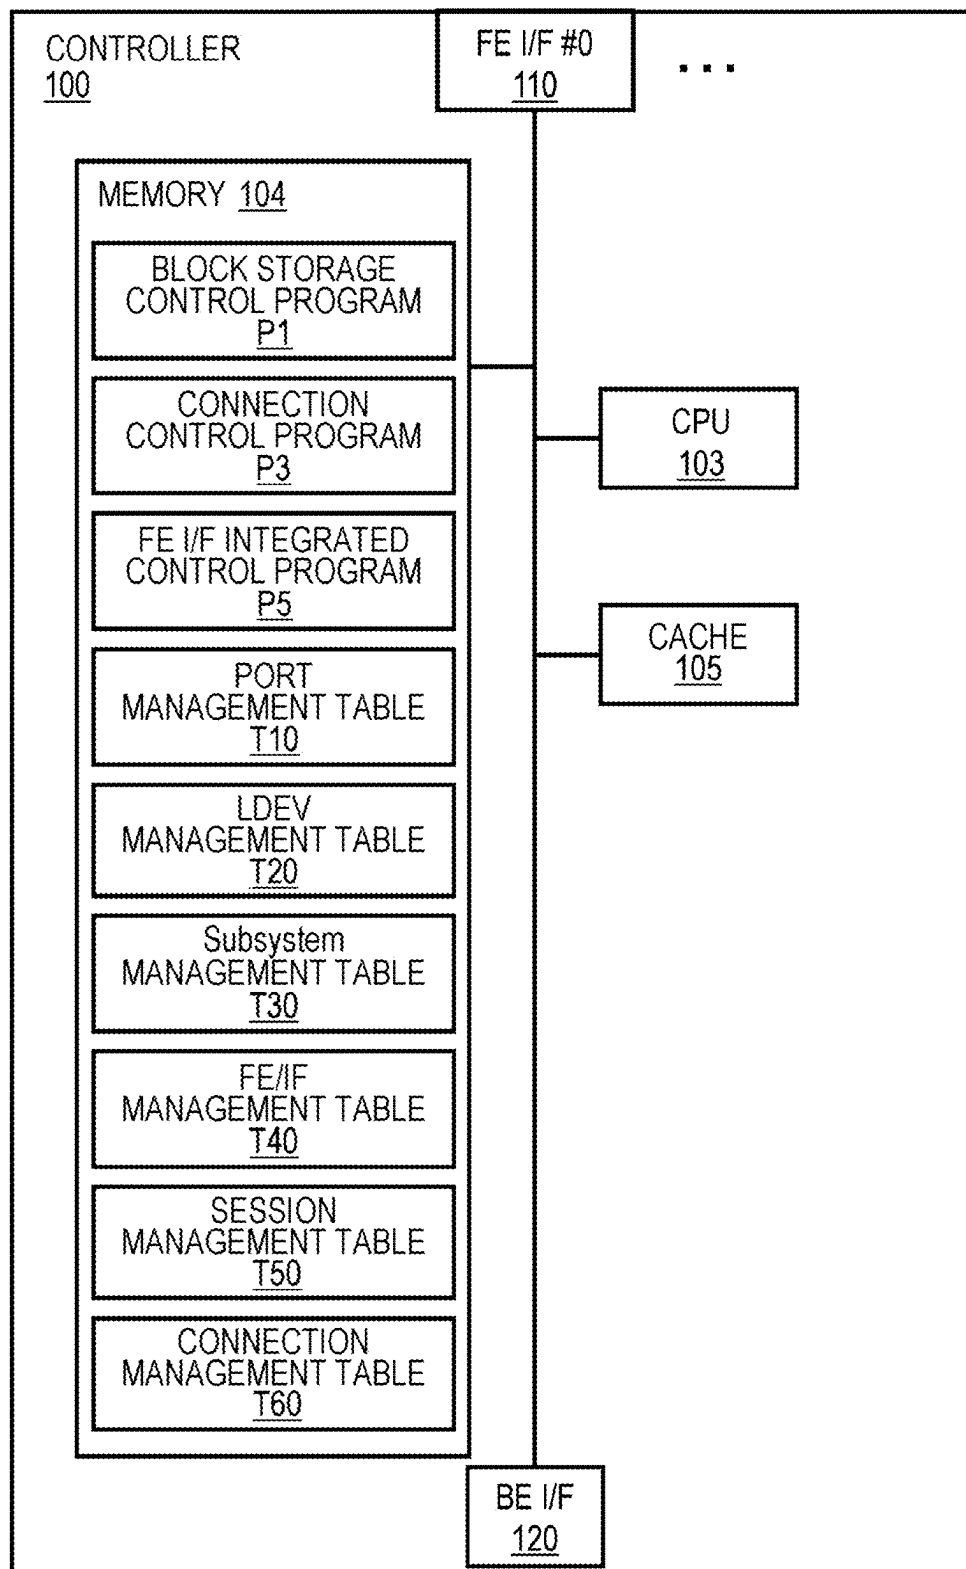 CONTROLLER
100
FE I/F #0
110
...
MEMORY 104
BLOCK STORAGE
CONTROL PROGRAM
P1
CONNECTION
CONTROL PROGRAM
P3
FE I/F INTEGRATED
CONTROL PROGRAM
P5
PORT
MANAGEMENT TABLE
T10
LDEV
MANAGEMENT TABLE
T20
Subsystem
MANAGEMENT TABLE
T30
FE/IF
MANAGEMENT TABLE
T40
SESSION
MANAGEMENT TABLE
T50
CONNECTION
MANAGEMENT TABLE
T60
CPU
103
CACHE
105
BE I/F
120